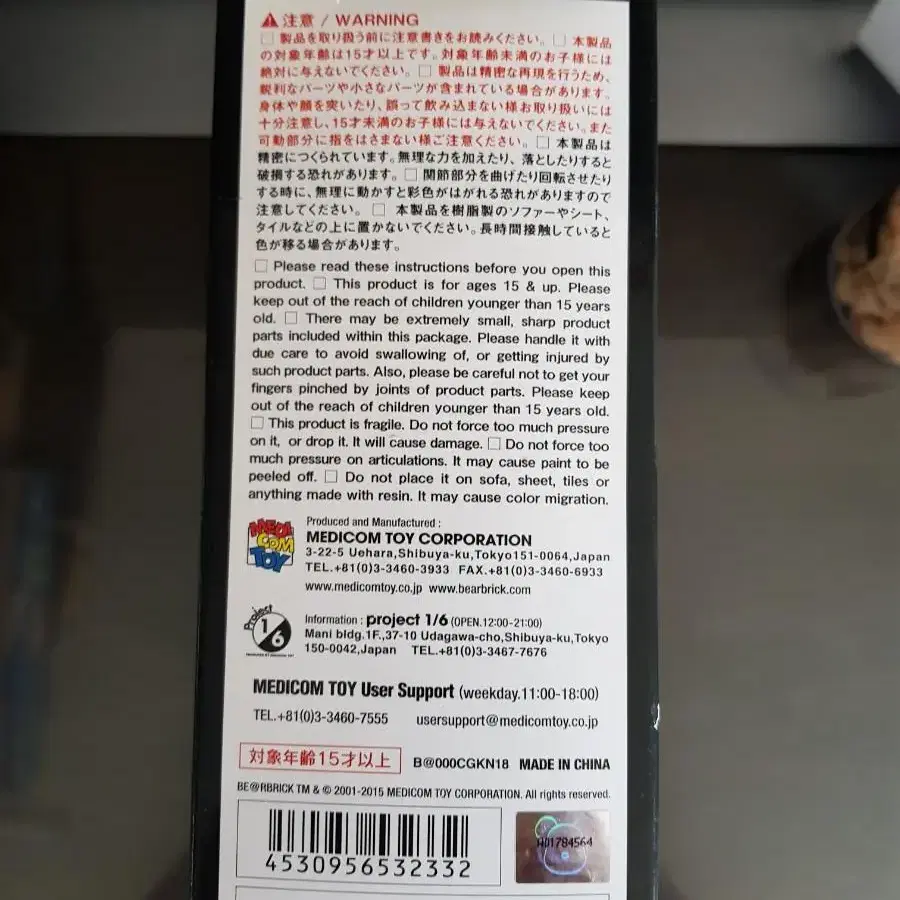 注意 / WARNING
□ 製品を取り扱う前に注意書きをお読みください。□ 本製品
の対象年齢は15才以上です。対象年齢未満のお子様には
絶対に与えないでください。□ 製品は精密な再現を行うため、
鋭利なパーツや小さなパーツが含まれている場合があります。
身体や顔を突いたり、誤って飲み込まない様お取り扱いには
十分注意し、15才未満のお子様には与えないでください。また
可動部分に指をはさまない様ご注意ください。□ 本製品は
精密につくられています。無理な力を加えたり、落としたりすると
破損する恐れがあります。□ 関節部分を曲げたり回転させたり
する時に、無理に動かすと彩色がはがれる恐れがありますので
注意してください。□ 本製品を樹脂製のソファーやシート、
タイルなどの上に置かないでください。長時間接触していると
色が移る場合があります。
□ Please read these instructions before you open this
product. □ This product is for ages 15 & up. Please
keep out of the reach of children younger than 15 years
old. □ There may be extremely small, sharp product
parts included within this package. Please handle it with
due care to avoid swallowing of, or getting injured by
such product parts. Also, please be careful not to get your
fingers pinched by joints of product parts. Please keep
out of the reach of children younger than 15 years old.
□ This product is fragile. Do not force too much pressure
on it, or drop it. It will cause damage. □ Do not force too
much pressure on articulations. It may cause paint to be
peeled off. □ Do not place it on sofa, sheet, tiles or
anything made with resin. It may cause color migration.
MEDI
COM
TOY
Produced and Manufactured :
MEDICOM TOY CORPORATION
3-22-5 Uehara,Shibuya-ku,Tokyo151-0064,Japan
TEL.+81(0)3-3460-3933 FAX.+81(0)3-3460-6933
www.medicomtoy.co.jp www.bearbrick.com
Project
1/6
Information : project 1/6 (OPEN.12:00-21:00)
Mani bldg.1F.,37-10 Udagawa-cho,Shibuya-ku,Tokyo
150-0042,Japan TEL.+81(0)3-3467-7676
MEDICOM TOY User Support (weekday.11:00-18:00)
TEL.+81(0)3-3460-7555 usersupport@medicomtoy.co.jp
対象年齢15才以上 B@000CGKN18 MADE IN CHINA
BE@RBRICK TM & © 2001-2015 MEDICOM TOY CORPORATION. All rights reserved.
4530956532332
H01784564